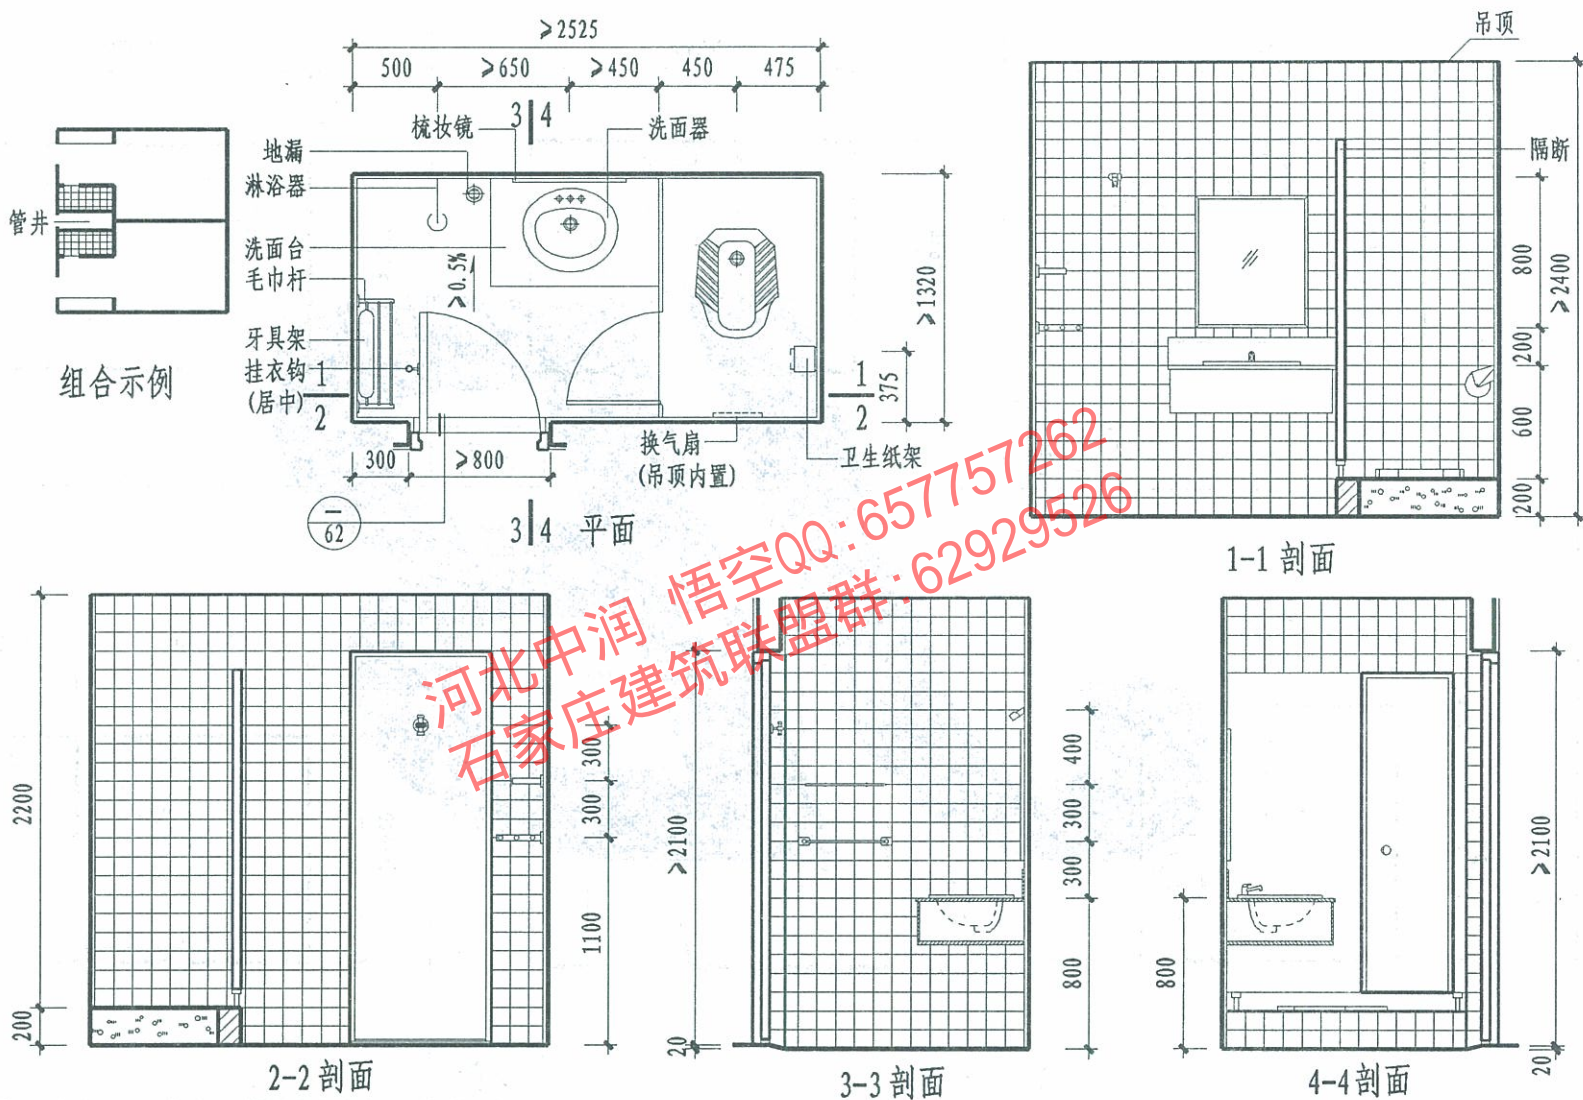 ≥2525
500
≥650
≥450
450
475
3
4
梳妆镜
洗面器
地漏
淋浴器
洗面台
毛巾杆
牙具架
挂衣钩
(居中)
≥0.5%
1
2
1
2
≥1320
375
300
≥800
换气扇
(吊顶内置)
卫生纸架
—
62
3
4
平面
管井
组合示例
吊顶
隔断
800
200
600
200
≥2400
1-1 剖面
2200
200
300
300
1100
2-2 剖面
≥2100
20
400
300
300
800
3-3 剖面
800
≥2100
20
4-4 剖面
河北中润 悟空QQ:657757262
石家庄建筑联盟群:62929526